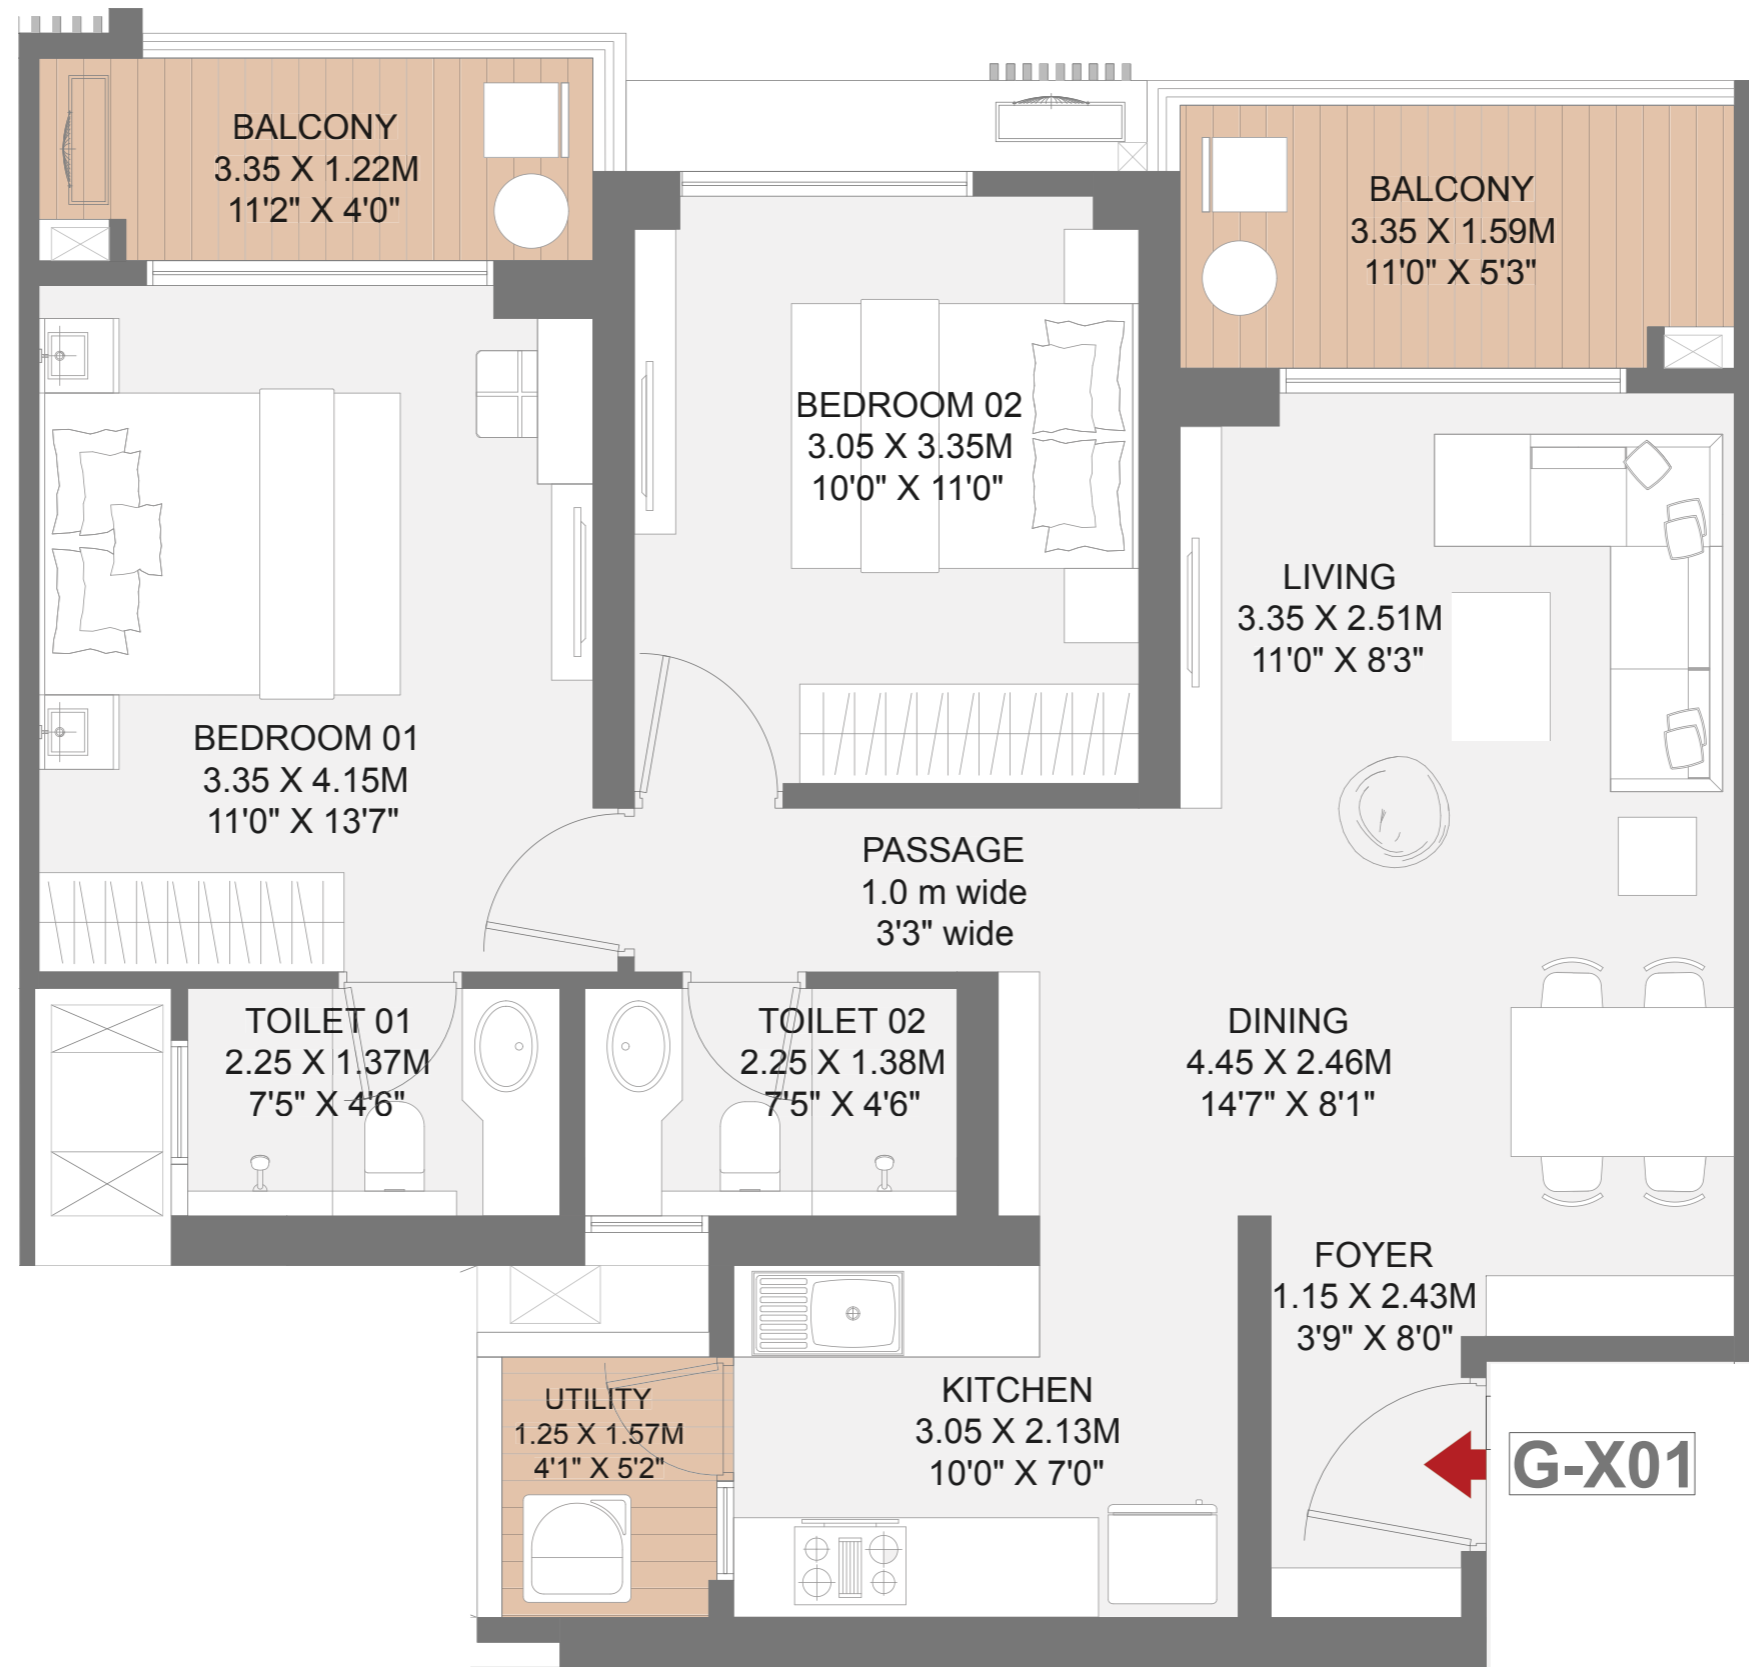 BALCONY
3.35 X 1.22M
11'2" X 4'0"
BALCONY
3.35 X 1.59M
11'0" X 5'3"
BEDROOM 02
3.05 X 3.35M
10'0" X 11'0"
LIVING
3.35 X 2.51M
11'0" X 8'3"
BEDROOM 01
3.35 X 4.15M
11'0" X 13'7"
PASSAGE
1.0 m wide
3'3" wide
TOILET 01
2.25 X 1.37M
7'5" X 4'6"
TOILET 02
2.25 X 1.38M
7'5" X 4'6"
DINING
4.45 X 2.46M
14'7" X 8'1"
FOYER
1.15 X 2.43M
3'9" X 8'0"
UTILITY
1.25 X 1.57M
4'1" X 5'2"
KITCHEN
3.05 X 2.13M
10'0" X 7'0"
G-X01